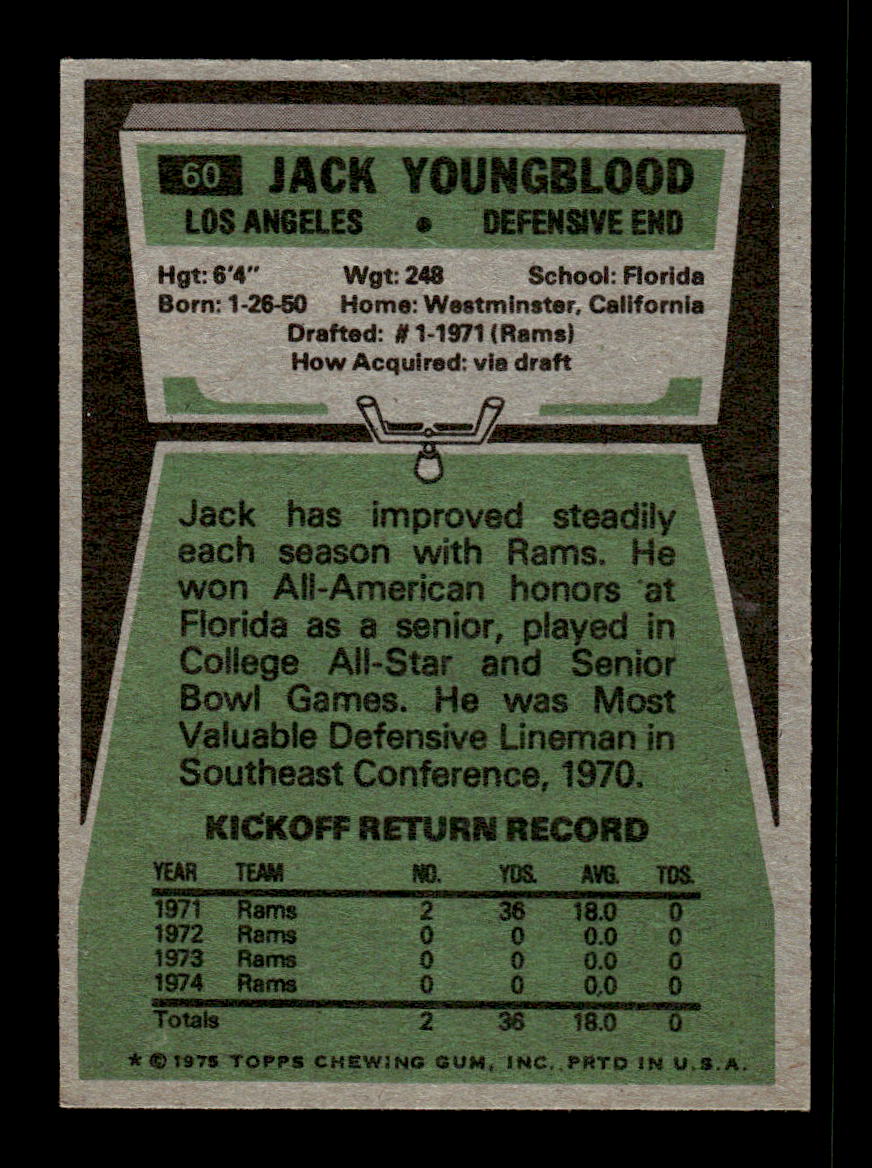 60 JACK YOUNGBLOOD
LOS ANGELES • DEFENSIVE END
Hgt: 6'4" Wgt: 248 School: Florida
Born: 1-26-50 Home: Westminster, California
Drafted: #1-1971 (Rams)
How Acquired: via draft
Jack has improved steadily
each season with Rams. He
won All-American honors at
Florida as a senior, played in
College All-Star and Senior
Bowl Games. He was Most
Valuable Defensive Lineman in
Southeast Conference, 1970.
KICKOFF RETURN RECORD
YEAR TEAM NO. YDS. AVG. TDS.
1971 Rams 2 36 18.0 0
1972 Rams 0 0 0.0 0
1973 Rams 0 0 0.0 0
1974 Rams 0 0 0.0 0
Totals 2 36 18.0 0
* © 1975 TOPPS CHEWING GUM, INC. PRTD IN U.S.A.